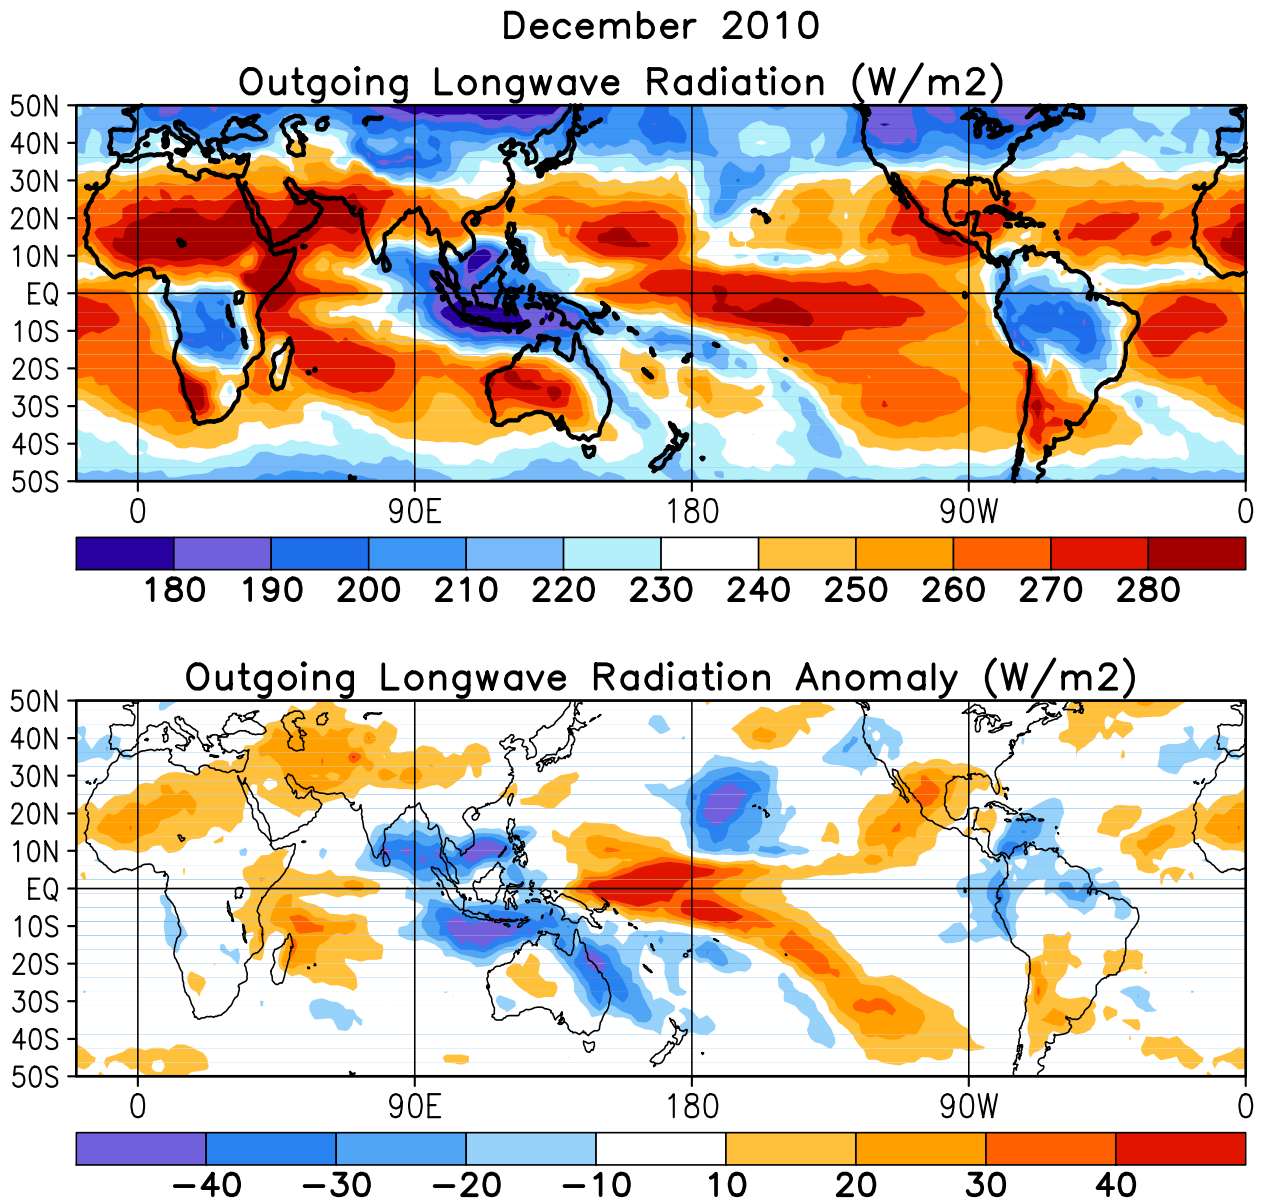 December 2010
Outgoing Longwave Radiation (W/m2)
50N
40N
30N
20N
10N
EQ
10S
20S
30S
40S
50S
0 90E 180 90W 0
180 190 200 210 220 230 240 250 260 270 280
Outgoing Longwave Radiation Anomaly (W/m2)
50N
40N
30N
20N
10N
EQ
10S
20S
30S
40S
50S
0 90E 180 90W 0
−40 −30 −20 −10 10 20 30 40